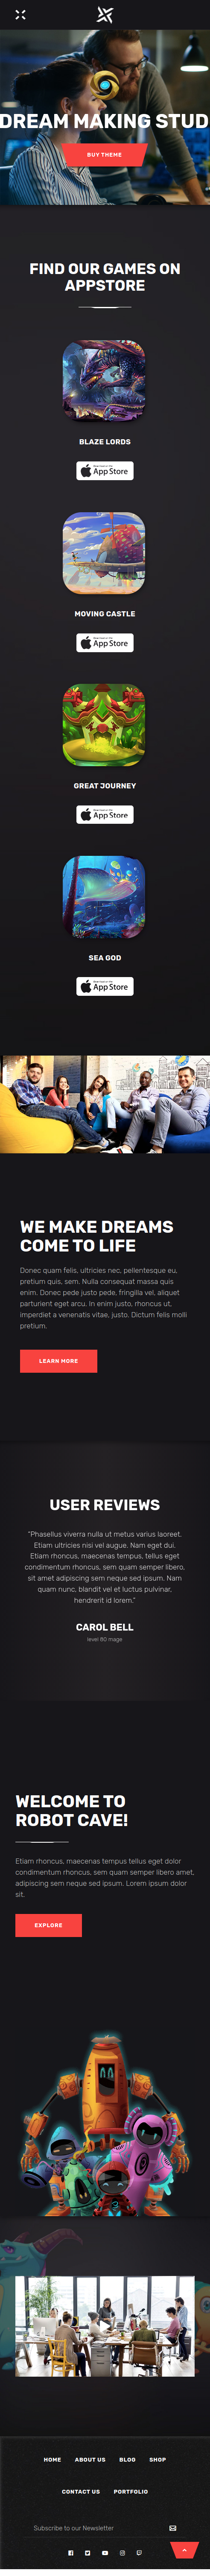 DREAM MAKING STUD
BUY THEME
FIND OUR GAMES ON
APPSTORE
BLAZE LORDS
App Store
MOVING CASTLE
App Store
GREAT JOURNEY
App Store
SEA GOD
App Store
WE MAKE DREAMS
COME TO LIFE
Donec quam felis, ultricies nec, pellentesque eu,
pretium quis, sem. Nulla consequat massa quis
enim. Donec pede justo pede, fringilla vel, aliquet
parturient eget arcu. In enim justo, rhoncus ut,
imperdiet a venenatis vitae, justo. Dictum felis molli
pretium.
LEARN MORE
USER REVIEWS
"Phasellus viverra nulla ut metus varius laoreet.
Etiam ultricies nisi vel augue. Nam eget dui.
Etiam rhoncus, maecenas tempus, tellus eget
condimentum rhoncus, sem quam semper libero,
sit amet adipiscing sem neque sed ipsum. Nam
quam nunc, blandit vel et luctus pulvinar,
hendrerit id lorem."
CAROL BELL
level 80 mage
WELCOME TO
ROBOT CAVE!
Etiam rhoncus, maecenas tempus tellus eget dolor
condimentum rhoncus, sem quam semper libero amet,
adipiscing sem neque sed ipsum. Lorem ipsum dolor
sit.
EXPLORE
HOME ABOUT US BLOG SHOP
CONTACT US PORTFOLIO
Subscribe to our Newsletter